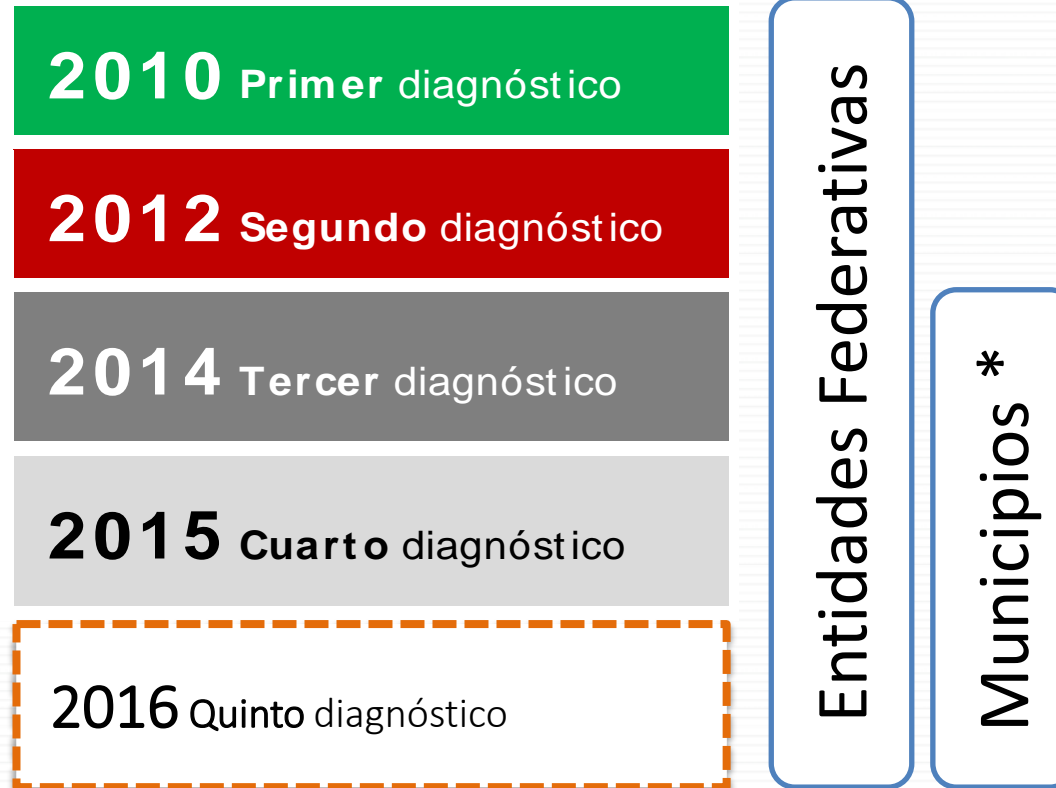 2010 Primer diagnóstico
2012 Segundo diagnóstico
2014 Tercer diagnóstico
2015 Cuarto diagnóstico
2016 Quinto diagnóstico
Entidades Federativas
Municipios *